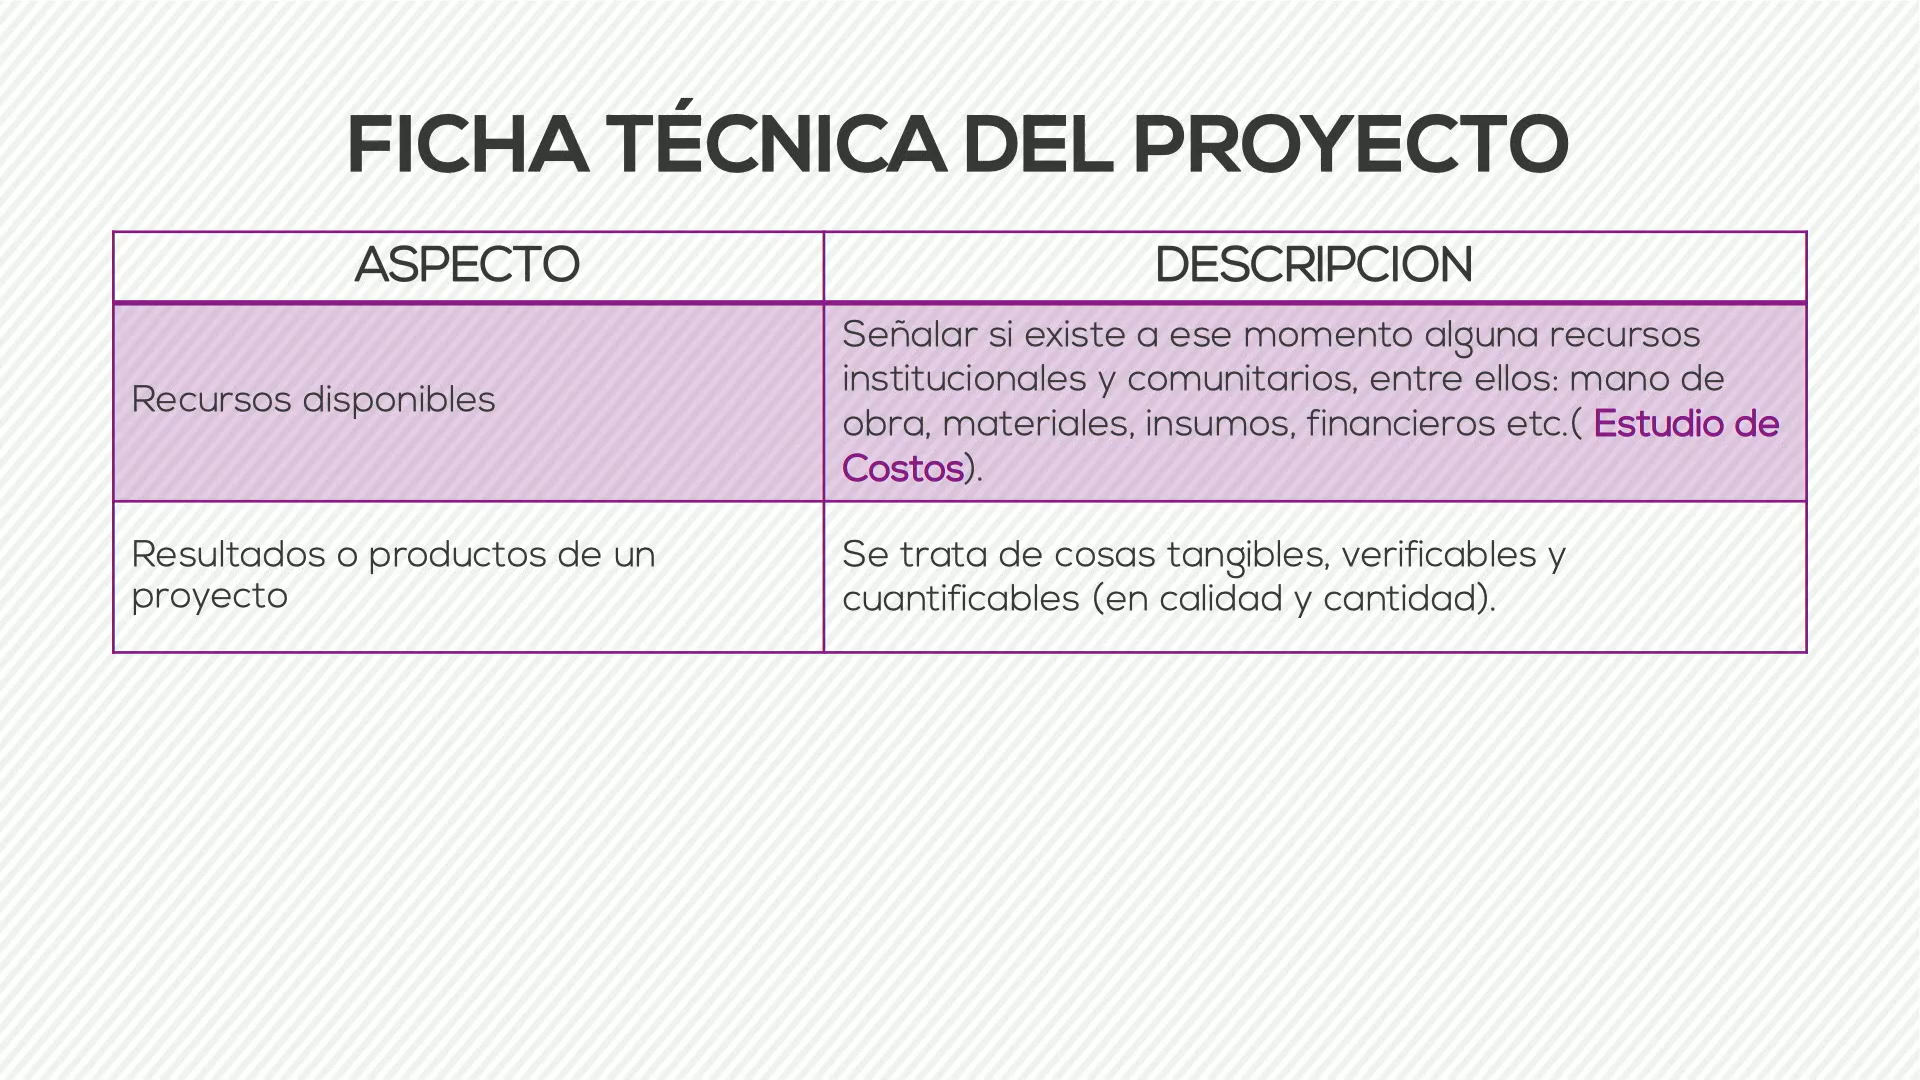 FICHA TÉCNICA DEL PROYECTO
ASPECTO
DESCRIPCION
Recursos disponibles
Señalar si existe a ese momento alguna recursos
institucionales y comunitarios, entre ellos: mano de
obra, materiales, insumos, financieros etc.( Estudio de
Costos).
Resultados o productos de un
proyecto
Se trata de cosas tangibles, verificables y
cuantificables (en calidad y cantidad).